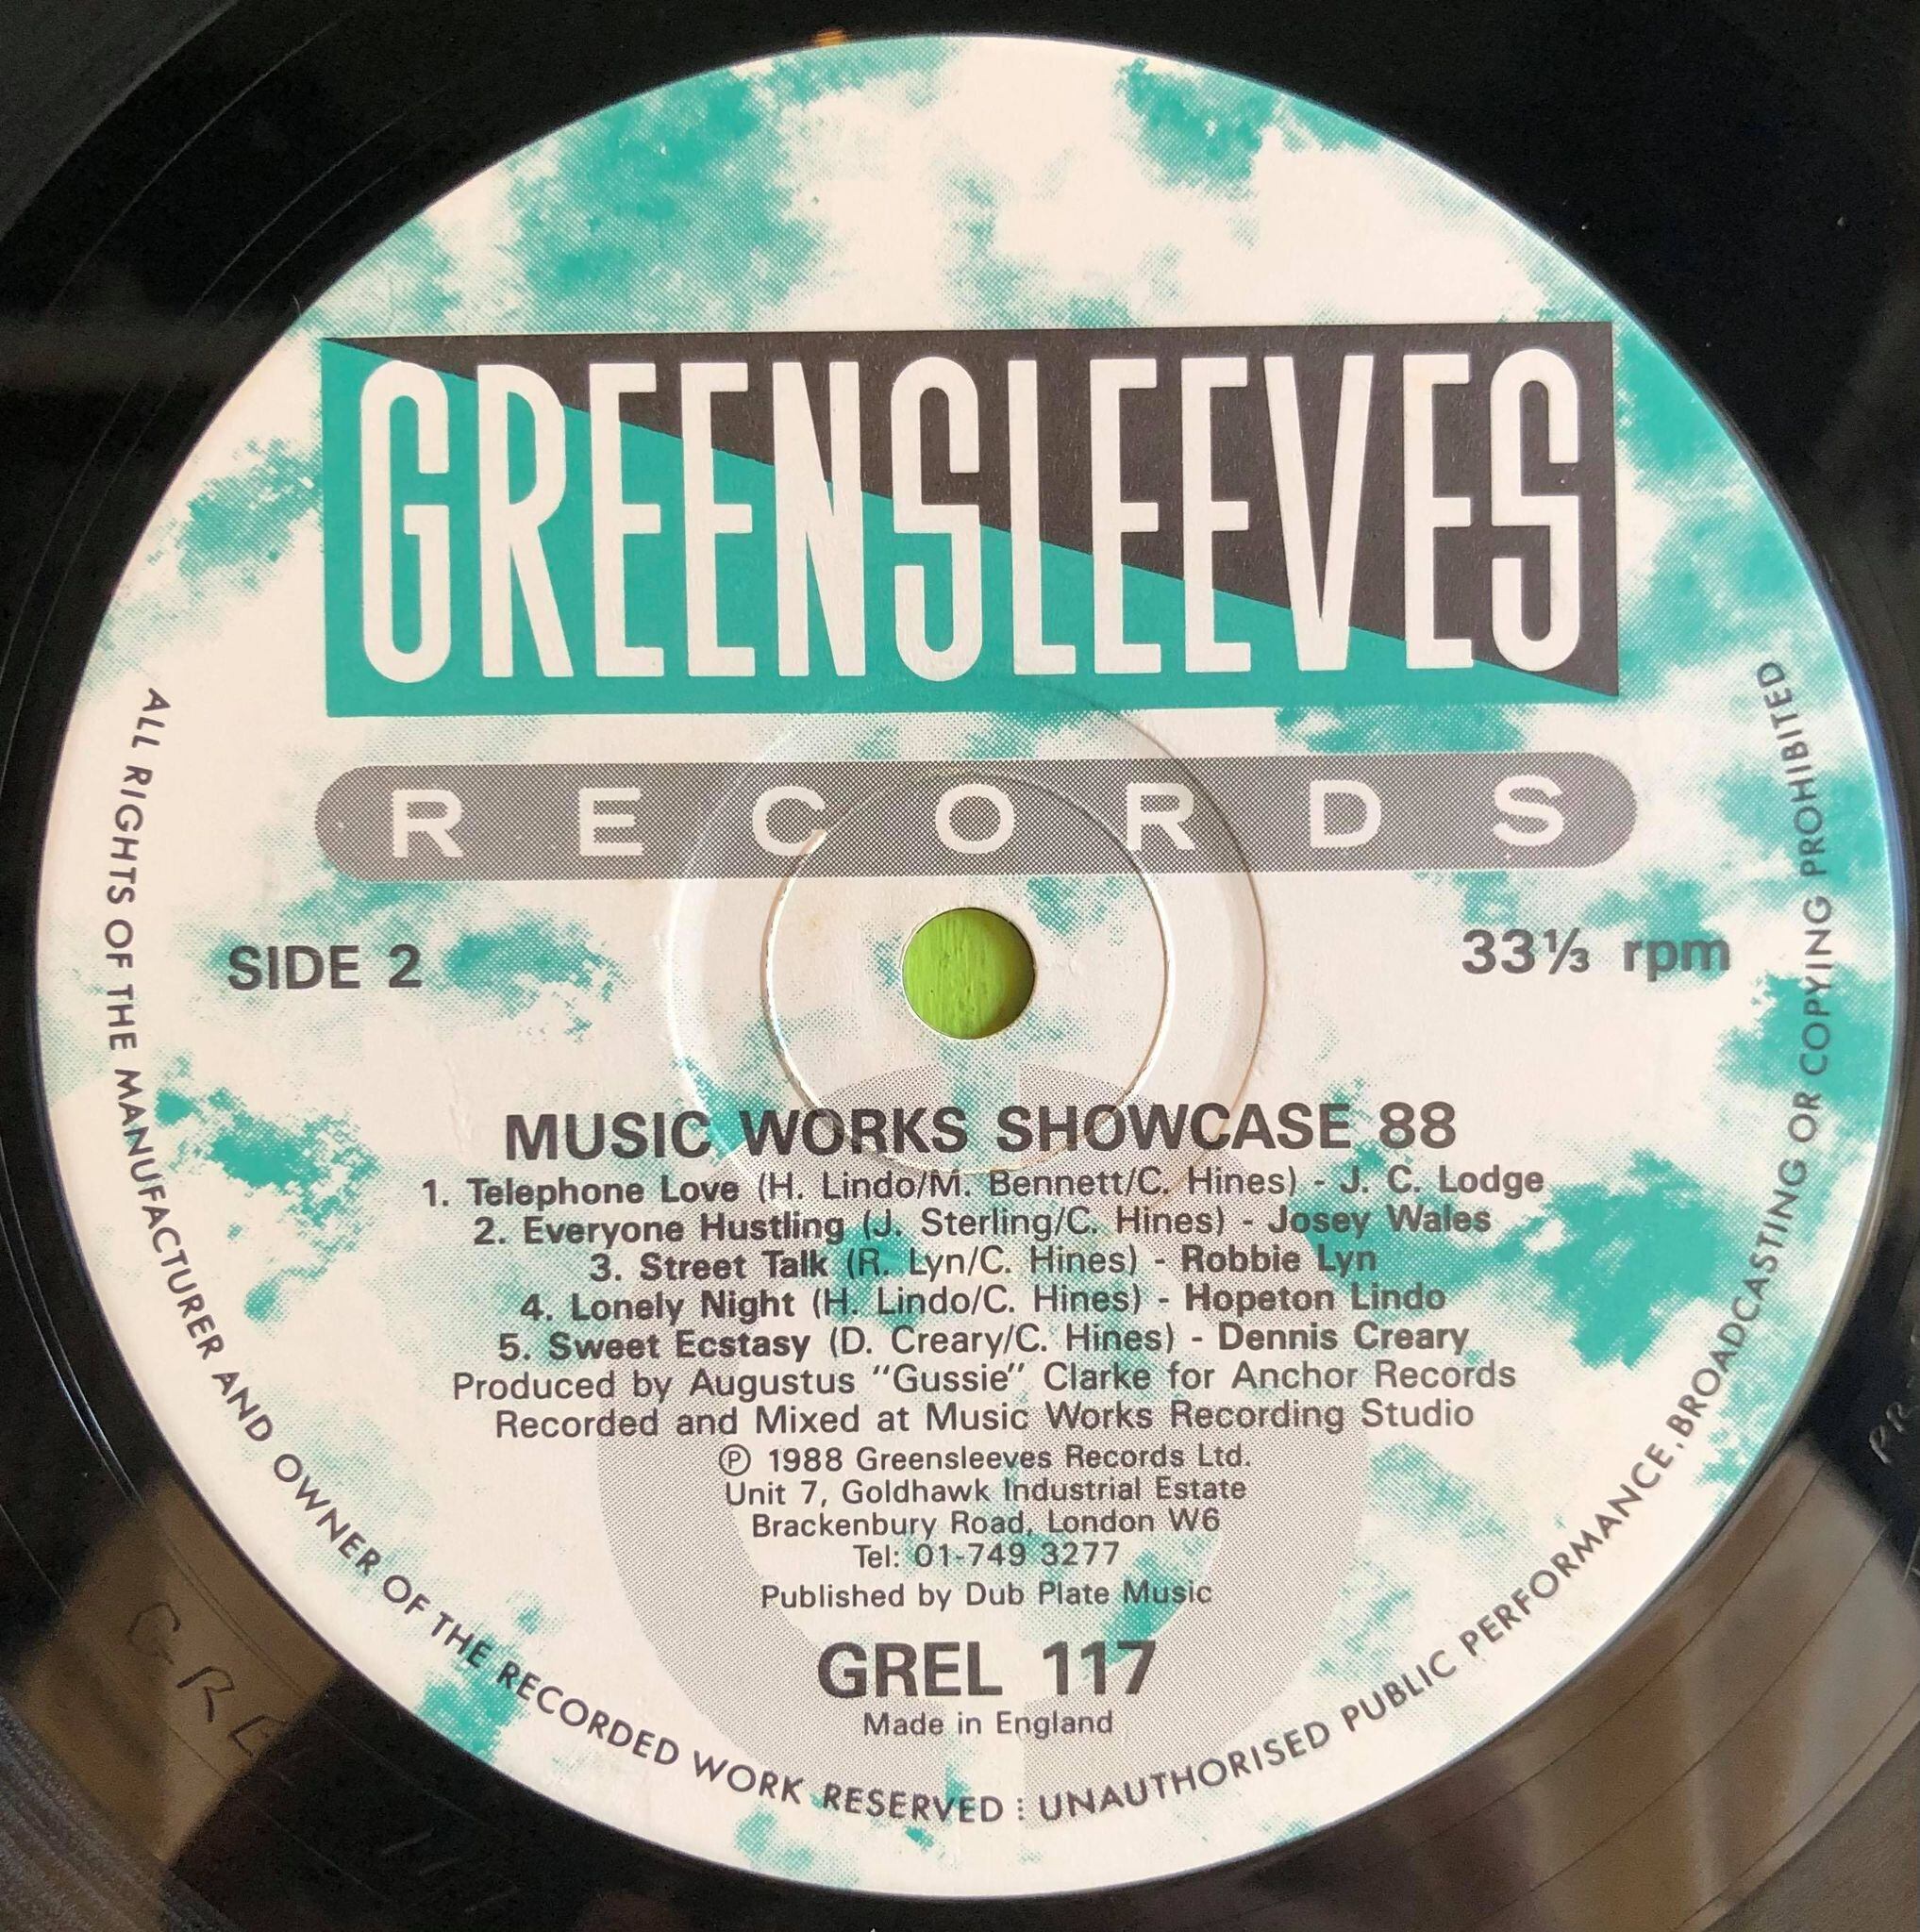 GREENSLEEVES
RECORDS
SIDE 2
33⅓ rpm
MUSIC WORKS SHOWCASE 88
1. Telephone Love (H. Lindo/M. Bennett/C. Hines) - J. C. Lodge
2. Everyone Hustling (J. Sterling/C. Hines) - Josey Wales
3. Street Talk (R. Lyn/C. Hines) - Robbie Lyn
4. Lonely Night (H. Lindo/C. Hines) - Hopeton Lindo
5. Sweet Ecstasy (D. Creary/C. Hines) - Dennis Creary
Produced by Augustus "Gussie" Clarke for Anchor Records
Recorded and Mixed at Music Works Recording Studio
℗ 1988 Greensleeves Records Ltd.
Unit 7, Goldhawk Industrial Estate
Brackenbury Road, London W6
Tel: 01-749 3277
Published by Dub Plate Music
GREL 117
Made in England
ALL RIGHTS OF THE MANUFACTURER AND OWNER OF THE RECORDED WORK RESERVED : UNAUTHORISED PUBLIC PERFORMANCE, BROADCASTING OR COPYING PROHIBITED